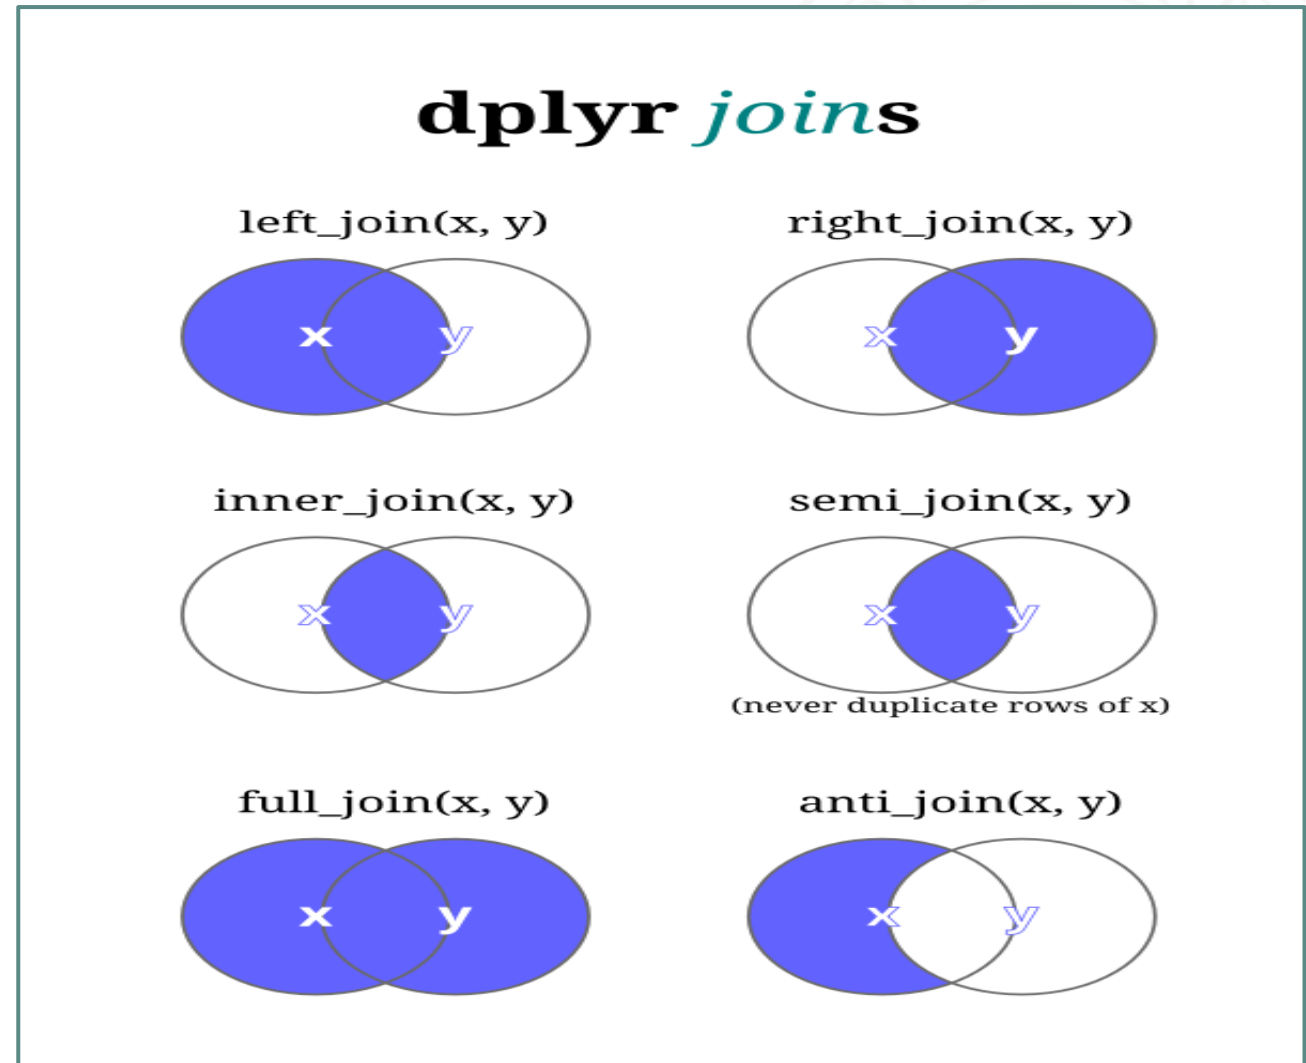 dplyr joins
left_join(x, y)
right_join(x, y)
x y
x y
inner_join(x, y)
semi_join(x, y)
x y
x y
(never duplicate rows of x)
full_join(x, y)
anti_join(x, y)
x y
x y